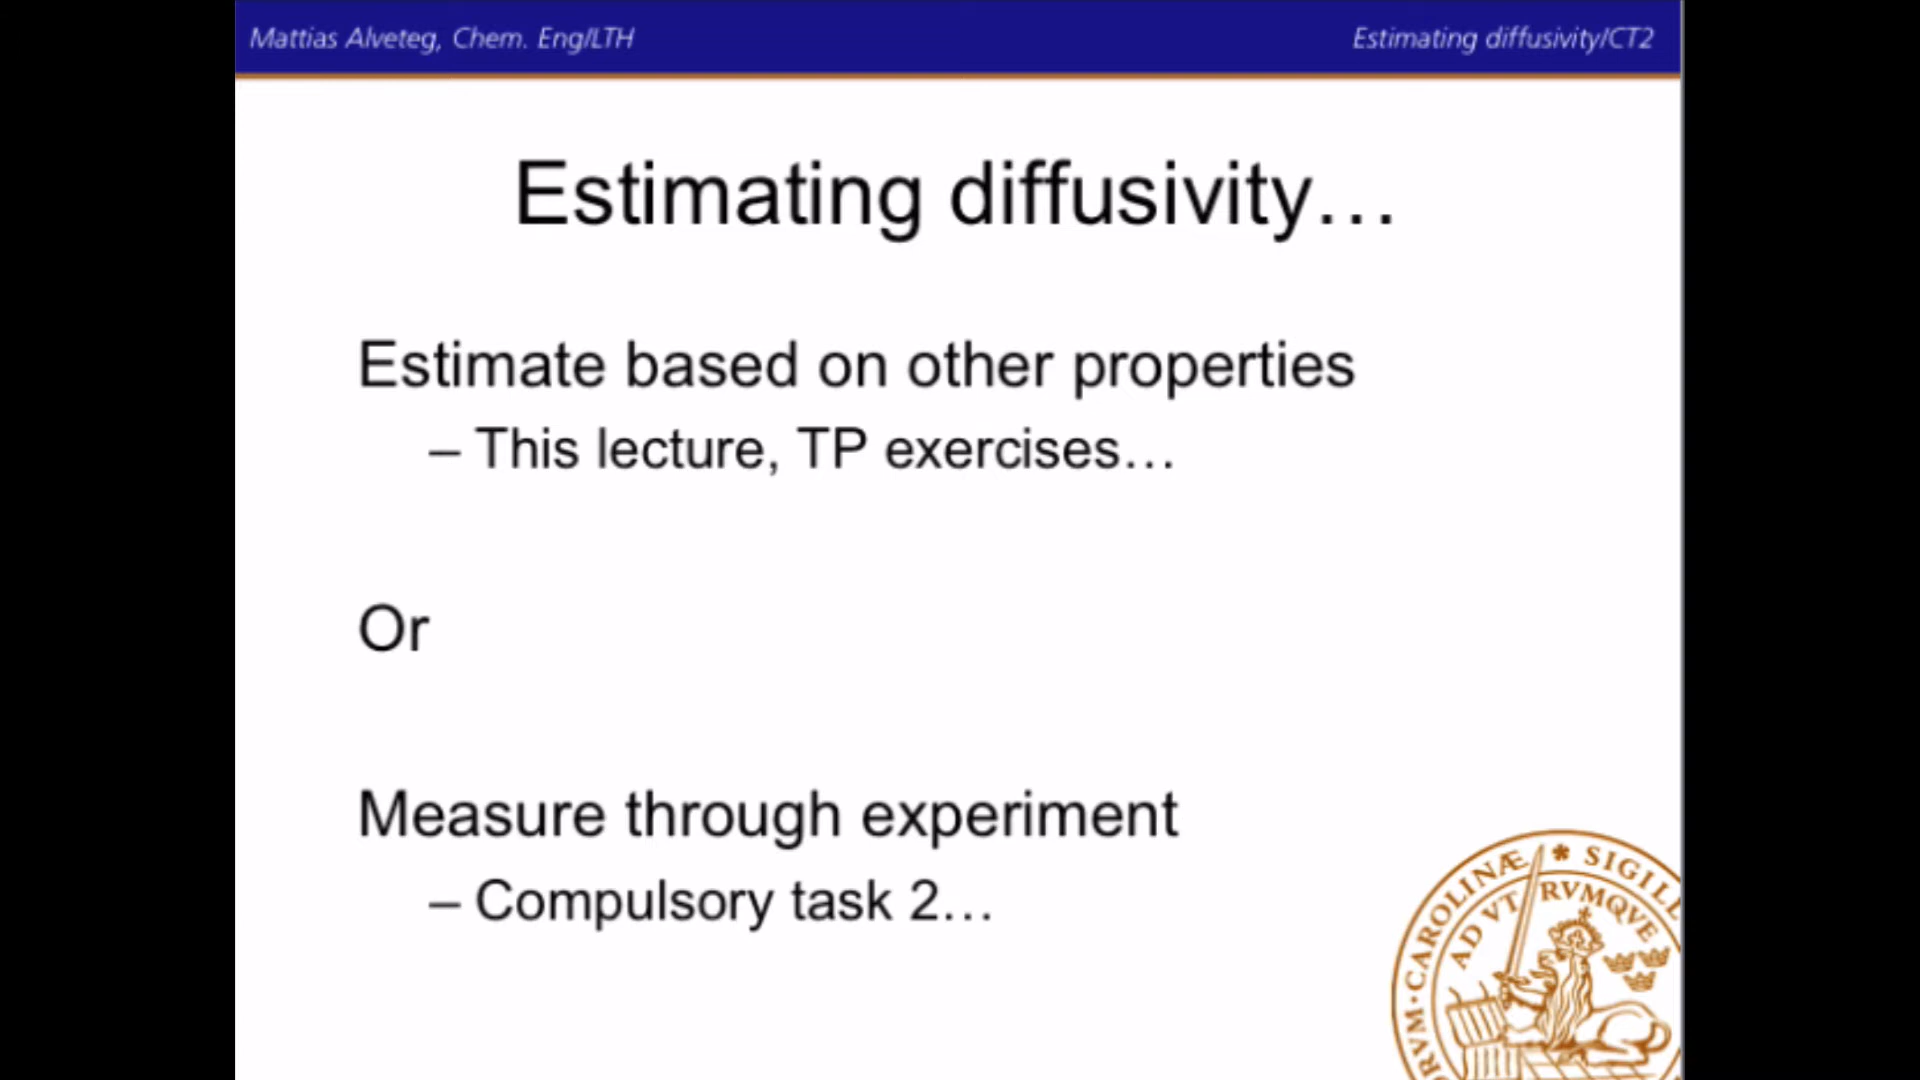 Mattias Alveteg, Chem. Eng/LTH
Estimating diffusivity/CT2
Estimating diffusivity…
Estimate based on other properties
– This lecture, TP exercises…
Or
Measure through experiment
– Compulsory task 2…
CAROLINÆ * SIGILL
AD VT RVMQVE